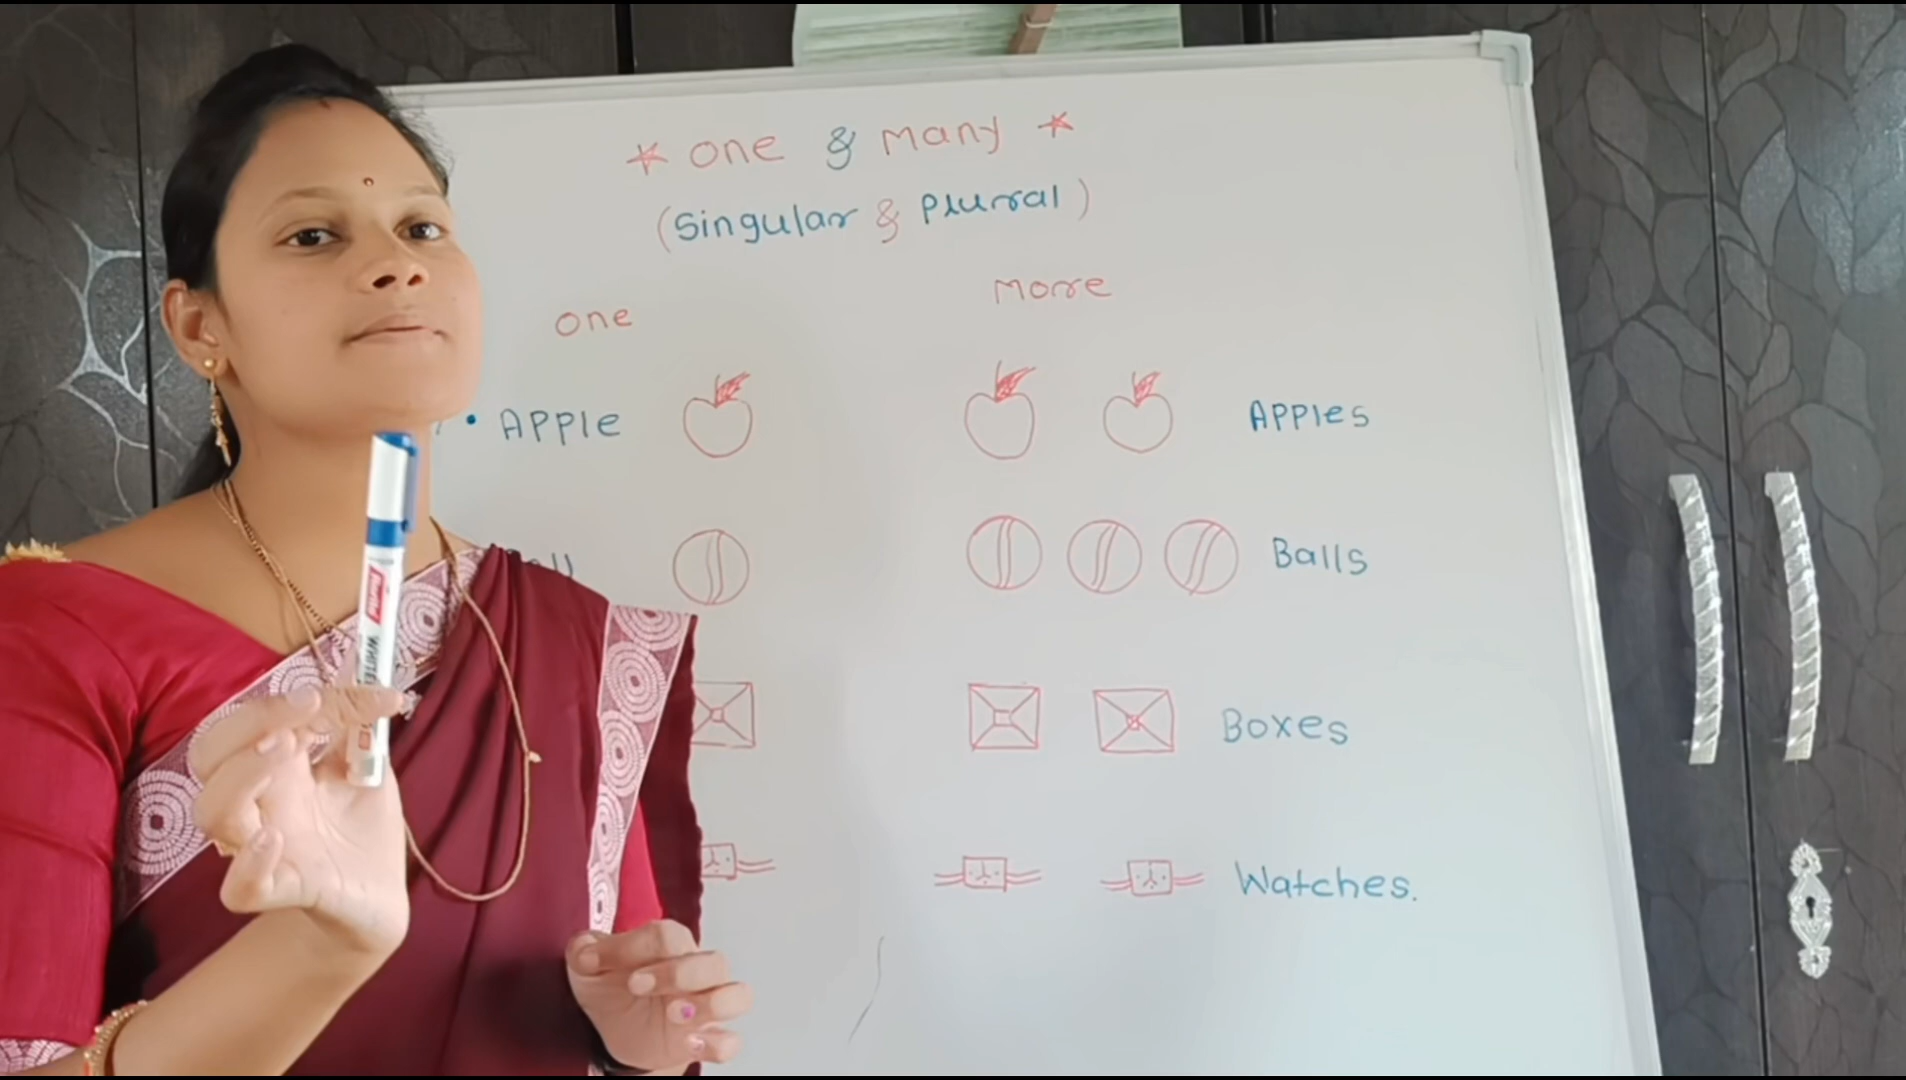 * one & many *
(Singular & Plural)
one
more
• APPle
APPles
Balls
Boxes
Watches.